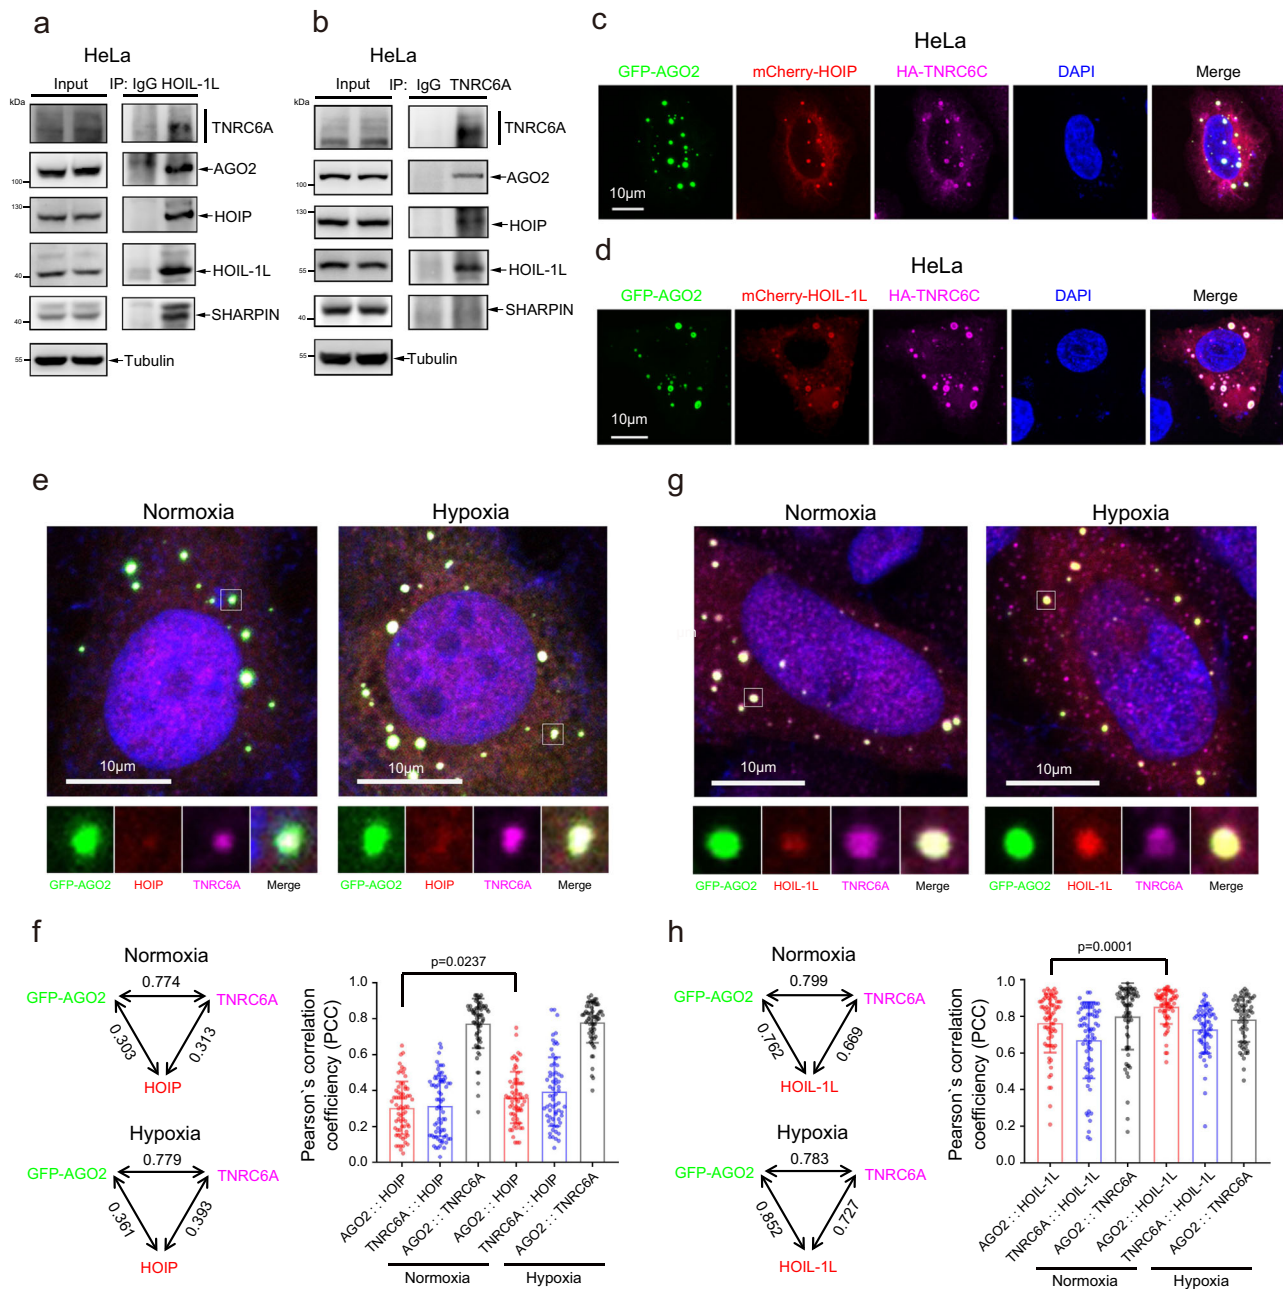 a
HeLa
Input IP: IgG HOIL-1L
kDa
TNRC6A
100
AGO2
130
HOIP
40
HOIL-1L
40
SHARPIN
55
Tubulin
b
HeLa
Input IP: IgG TNRC6A
kDa
TNRC6A
100
AGO2
130
HOIP
55
HOIL-1L
40
SHARPIN
55
Tubulin
c
HeLa
GFP-AGO2 mCherry-HOIP HA-TNRC6C DAPI Merge
10μm
d
HeLa
GFP-AGO2 mCherry-HOIL-1L HA-TNRC6C DAPI Merge
10μm
e
Normoxia Hypoxia
10μm 10μm
GFP-AGO2 HOIP TNRC6A Merge GFP-AGO2 HOIP TNRC6A Merge
g
Normoxia Hypoxia
10μm 10μm
GFP-AGO2 HOIL-1L TNRC6A Merge GFP-AGO2 HOIL-1L TNRC6A Merge
f
Normoxia
0.774
GFP-AGO2 TNRC6A
0.303 0.313
HOIP
Hypoxia
0.779
GFP-AGO2 TNRC6A
0.361 0.393
HOIP
p=0.0237
Pearson`s correlation
coefficiency (PCC)
1.0
0.8
0.6
0.4
0.2
0.0
AGO2:::HOIP
TNRC6A:::HOIP
AGO2:::TNRC6A
AGO2:::HOIP
TNRC6A:::HOIP
AGO2:::TNRC6A
Normoxia Hypoxia
h
Normoxia
0.799
GFP-AGO2 TNRC6A
0.762 0.669
HOIL-1L
Hypoxia
0.783
GFP-AGO2 TNRC6A
0.852 0.727
HOIL-1L
p=0.0001
Pearson`s correlation
coefficiency (PCC)
1.0
0.8
0.6
0.4
0.2
0.0
AGO2:::HOIL-1L
TNRC6A:::HOIL-1L
AGO2:::TNRC6A
AGO2:::HOIL-1L
TNRC6A:::HOIL-1L
AGO2:::TNRC6A
Normoxia Hypoxia